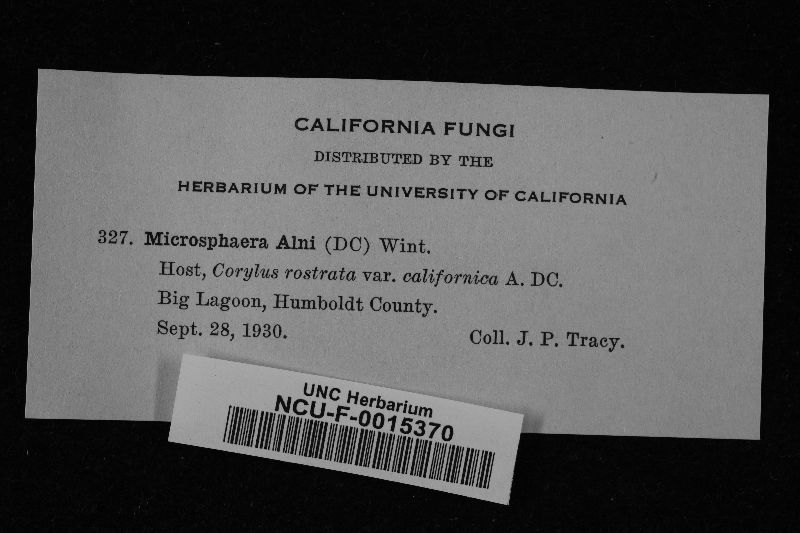 CALIFORNIA FUNGI
DISTRIBUTED BY THE
HERBARIUM OF THE UNIVERSITY OF CALIFORNIA
327. Microsphaera Alni (DC) Wint.
Host, Corylus rostrata var. californica A. DC.
Big Lagoon, Humboldt County.
Sept. 28, 1930. Coll. J. P. Tracy.
UNC Herbarium
NCU-F-0015370